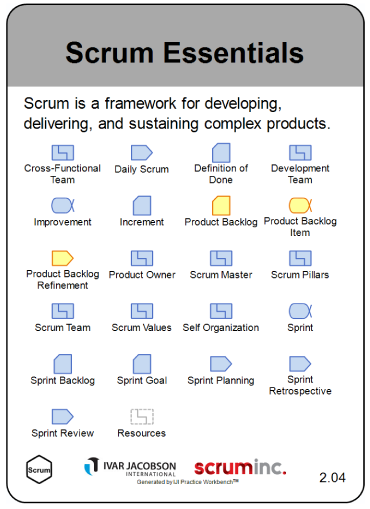 Scrum Essentials
Scrum is a framework for developing,
delivering, and sustaining complex products.
Cross-Functional
Team
Daily Scrum
Definition of
Done
Development
Team
Improvement
Increment
Product Backlog
Product Backlog
Item
Product Backlog
Refinement
Product Owner
Scrum Master
Scrum Pillars
Scrum Team
Scrum Values
Self Organization
Sprint
Sprint Backlog
Sprint Goal
Sprint Planning
Sprint
Retrospective
Sprint Review
Resources
Scrum
IVAR JACOBSON
INTERNATIONAL
scruminc.
Generated by IJI Practice Workbench™
2.04